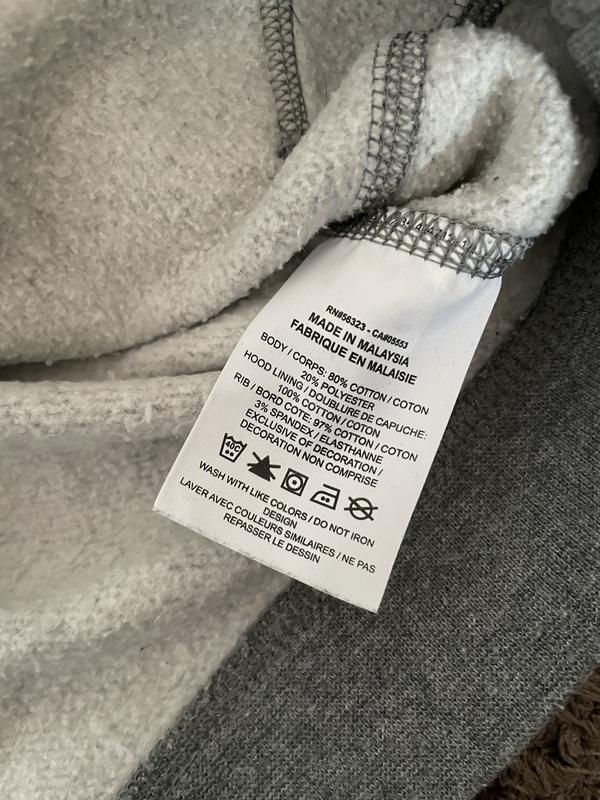 RN#56323 - CA#05553
MADE IN MALAYSIA
FABRIQUE EN MALAISIE
BODY / CORPS: 80% COTTON / COTON
20% POLYESTER
HOOD LINING / DOUBLURE DE CAPUCHE:
100% COTTON / COTON
RIB / BORD COTE: 97% COTTON / COTON
3% SPANDEX / ELASTHANNE
EXCLUSIVE OF DECORATION /
DECORATION NON COMPRISE
40C
WASH WITH LIKE COLORS / DO NOT IRON
DESIGN
LAVER AVEC COULEURS SIMILAIRES / NE PAS
REPASSER LE DESSIN